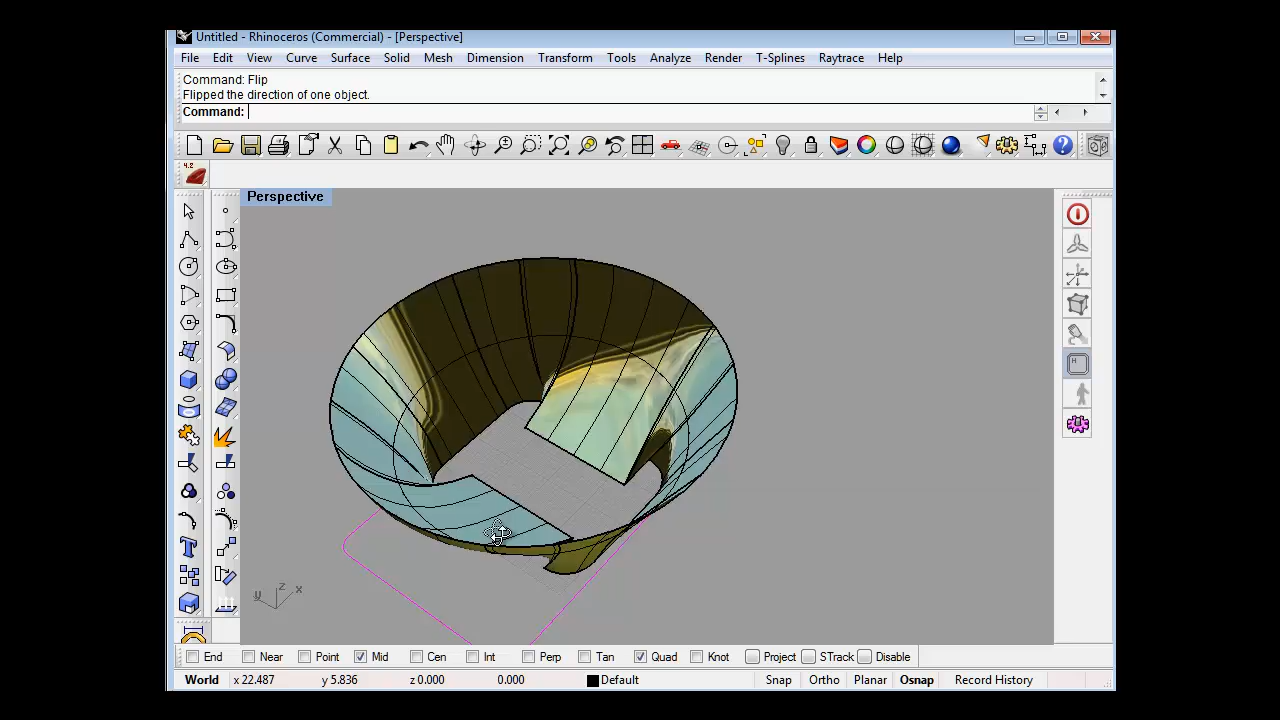 Untitled - Rhinoceros (Commercial) - [Perspective]
File Edit View Curve Surface Solid Mesh Dimension Transform Tools Analyze Render T-Splines Raytrace Help
Command: Flip
Flipped the direction of one object.
Command:
4.2
Perspective
H
z
y x
T
End Near Point Mid Cen Int Perp Tan Quad Knot Project STrack Disable
World x 22.487 y 5.836 z 0.000 0.000 Default Snap Ortho Planar Osnap Record History